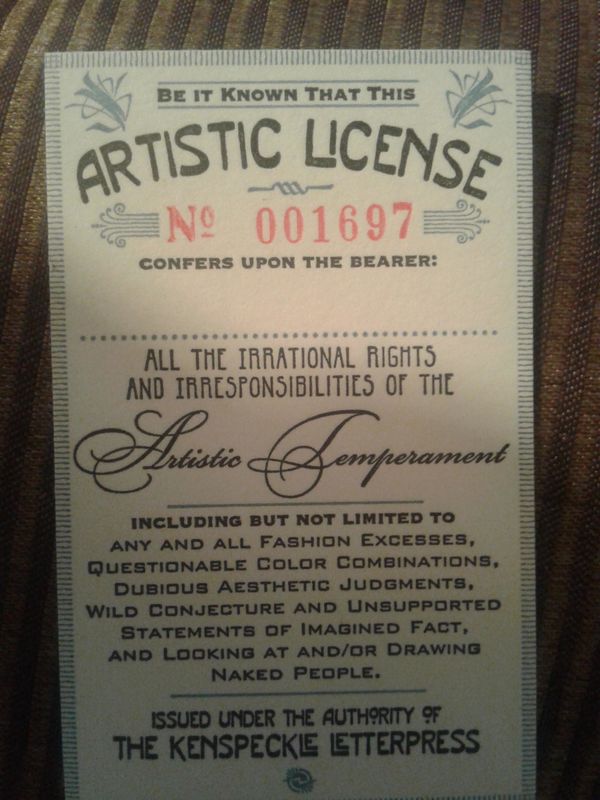 BE IT KNOWN THAT THIS
ARTISTIC LICENSE
Nº 001697
CONFERS UPON THE BEARER:
ALL THE IRRATIONAL RIGHTS
AND IRRESPONSIBILITIES OF THE
Artistic Temperament
INCLUDING BUT NOT LIMITED TO
ANY AND ALL FASHION EXCESSES,
QUESTIONABLE COLOR COMBINATIONS,
DUBIOUS AESTHETIC JUDGMENTS,
WILD CONJECTURE AND UNSUPPORTED
STATEMENTS OF IMAGINED FACT,
AND LOOKING AT AND/OR DRAWING
NAKED PEOPLE.
ISSUED UNDER THE AUTHORITY OF
THE KENSPECKLE LETTERPRESS